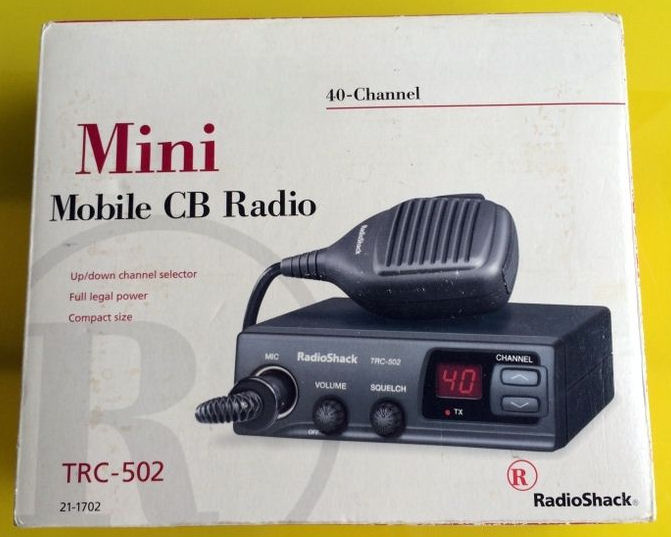 40-Channel
Mini
Mobile CB Radio
Up/down channel selector
Full legal power
Compact size
RadioShack
MIC
RadioShack
TRC-502
CHANNEL
VOLUME
SQUELCH
40
TX
OFF
TRC-502
21-1702
R
R
RadioShack®